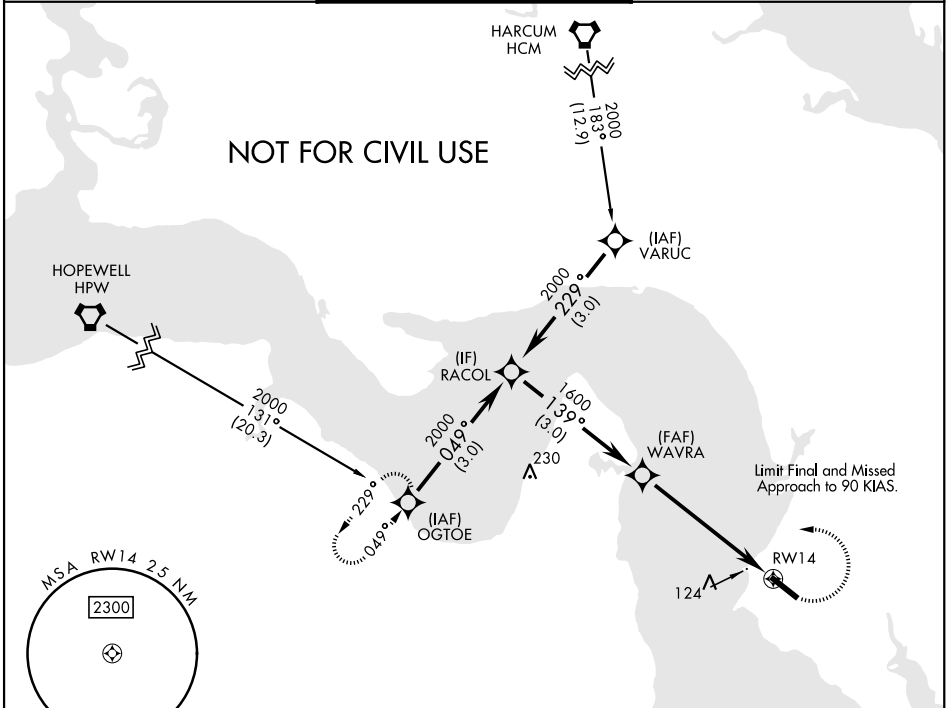 HARCUM
HCM
2000
183°
(12.9)
NOT FOR CIVIL USE
(IAF)
VARUC
HOPEWELL
HPW
2000
229°
(3.0)
(IF)
RACOL
2000
131°
(20.3)
2000
049°
(3.0)
1600
139°
(3.0)
230
(FAF)
WAVRA
Limit Final and Missed
Approach to 90 KIAS.
229°
049°
(IAF)
OGTOE
RW14
124
MSA RW14 25 NM
2300